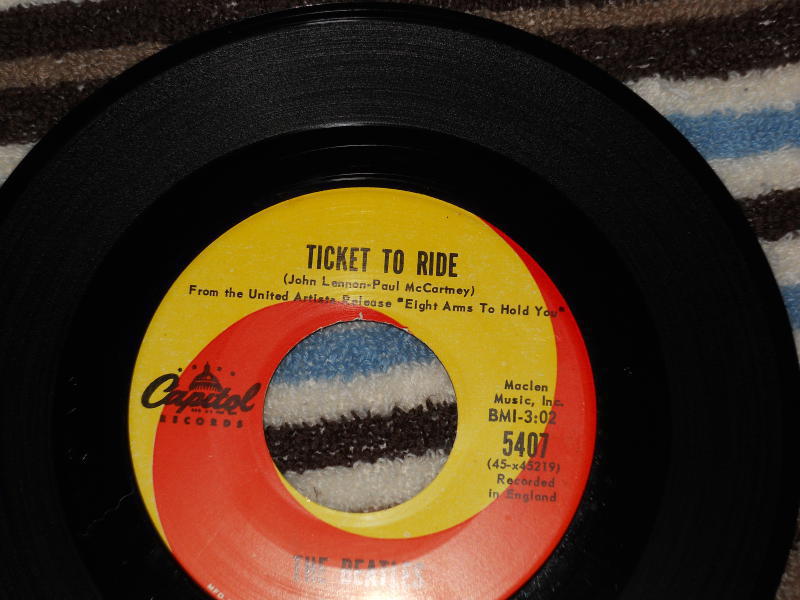 TICKET TO RIDE
(John Lennon-Paul McCartney)
From the United Artists Release "Eight Arms To Hold You"
Capitol
RECORDS
Maclen
Music, Inc.
BMI-3:02
5407
(45-x45219)
Recorded
in England
THE BEATLES
MFD.